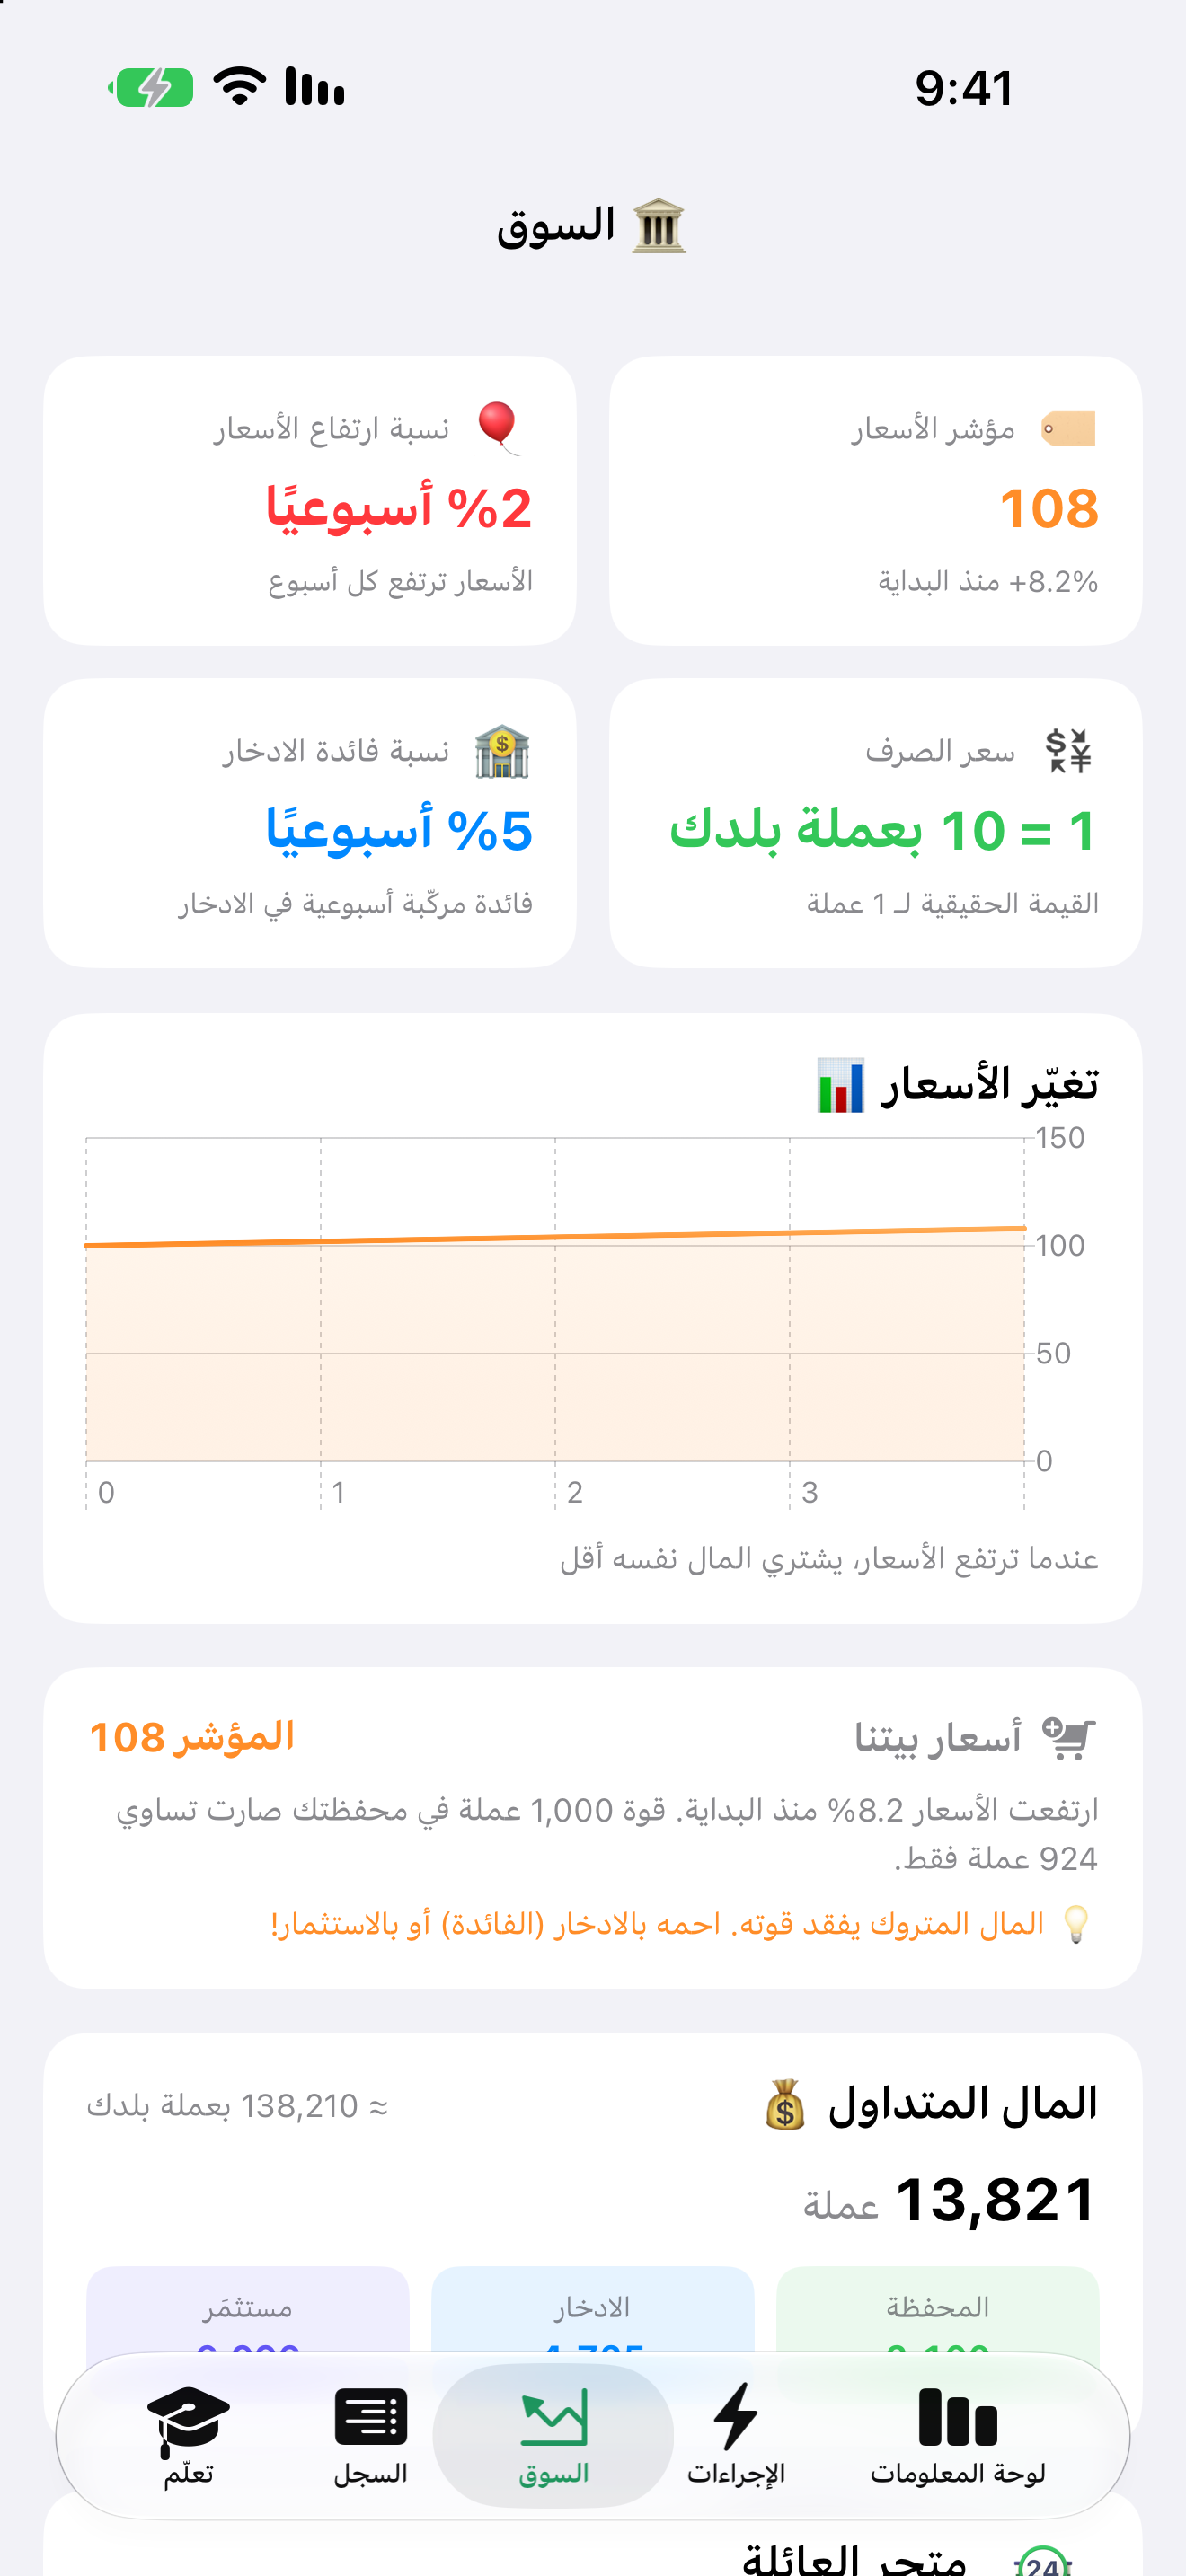 9:41
🏛️ السوق
مؤشر الأسعار
108
+8.2% منذ البداية
نسبة ارتفاع الأسعار
2% أسبوعيًا
الأسعار ترتفع كل أسبوع
سعر الصرف
1 = 10 بعملة بلدك
القيمة الحقيقية لـ 1 عملة
نسبة فائدة الادخار
5% أسبوعيًا
فائدة مركّبة أسبوعية في الادخار
تغيّر الأسعار 📊
150
100
50
0
0 1 2 3
عندما ترتفع الأسعار، يشتري المال نفسه أقل
أسعار بيتنا
المؤشر 108
ارتفعت الأسعار 8.2% منذ البداية. قوة 1,000 عملة في محفظتك صارت تساوي
924 عملة فقط.
💡 المال المتروك يفقد قوته. احمه بالادخار (الفائدة) أو بالاستثمار!
المال المتداول 💰
≈ 138,210 بعملة بلدك
13,821 عملة
المحفظة
الادخار
مستثمَر
لوحة المعلومات
الإجراءات
السوق
السجل
تعلّم
متجر العائلة